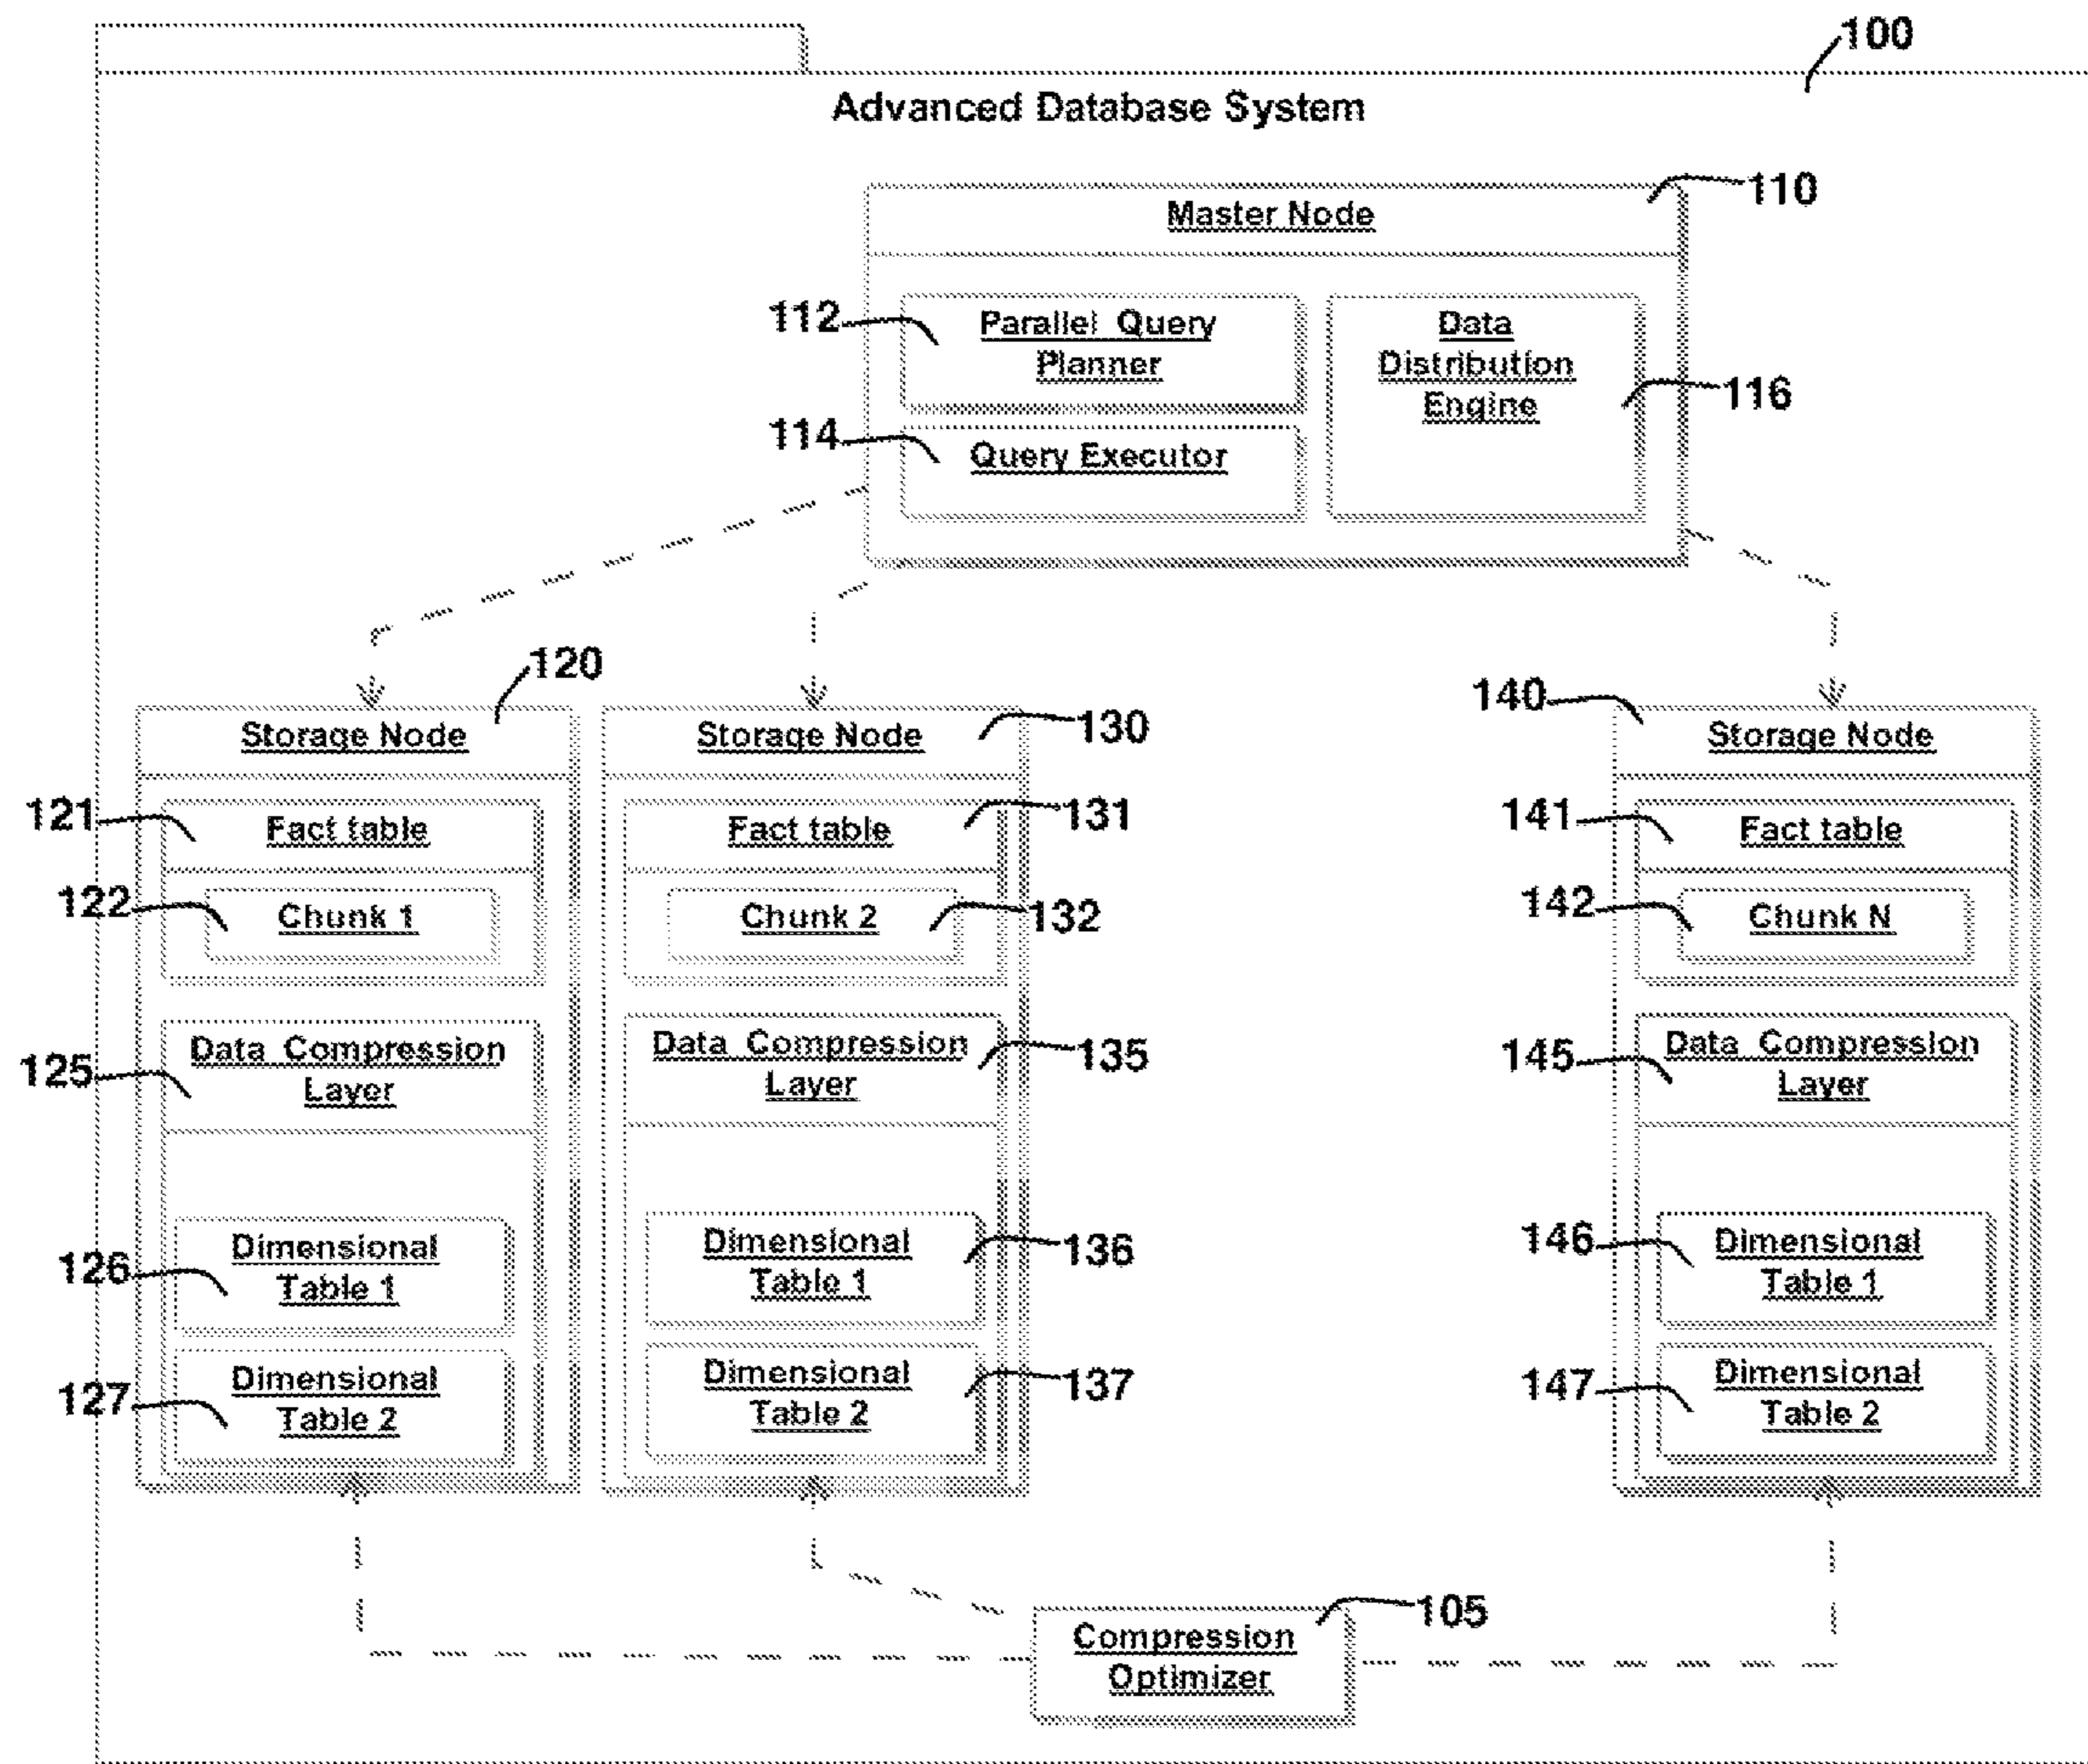 100
Advanced Database System
110
Master Node
112
Parallel Query
Planner
Data
Distribution
Engine
116
114
Query Executor
120
Storage Node
130
Storage Node
140
Storage Node
121
Fact table
131
Fact table
141
Fact table
122
Chunk 1
132
Chunk 2
142
Chunk N
125
Data Compression
Layer
135
Data Compression
Layer
145
Data Compression
Layer
126
Dimensional
Table 1
136
Dimensional
Table 1
146
Dimensional
Table 1
127
Dimensional
Table 2
137
Dimensional
Table 2
147
Dimensional
Table 2
105
Compression
Optimizer